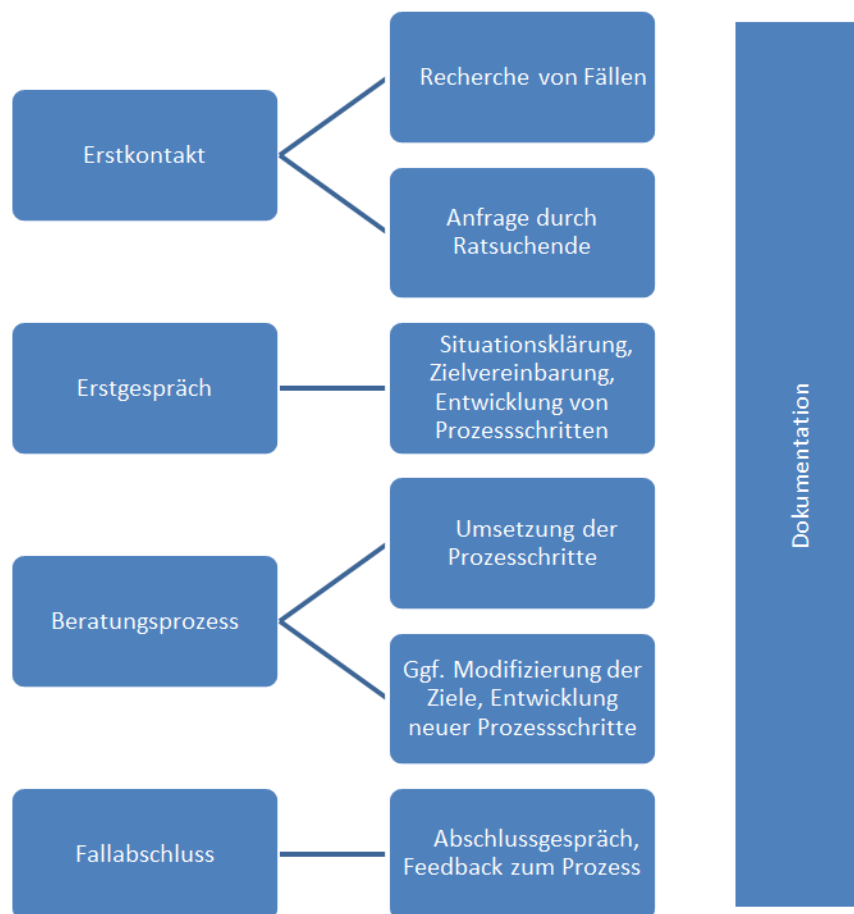 Erstkontakt
Recherche von Fällen
Anfrage durch
Ratsuchende
Erstgespräch
Situationsklärung,
Zielvereinbarung,
Entwicklung von
Prozessschritten
Beratungsprozess
Umsetzung der
Prozesschritte
Ggf. Modifizierung der
Ziele, Entwicklung
neuer Prozessschritte
Fallabschluss
Abschlussgespräch,
Feedback zum Prozess
Dokumentation